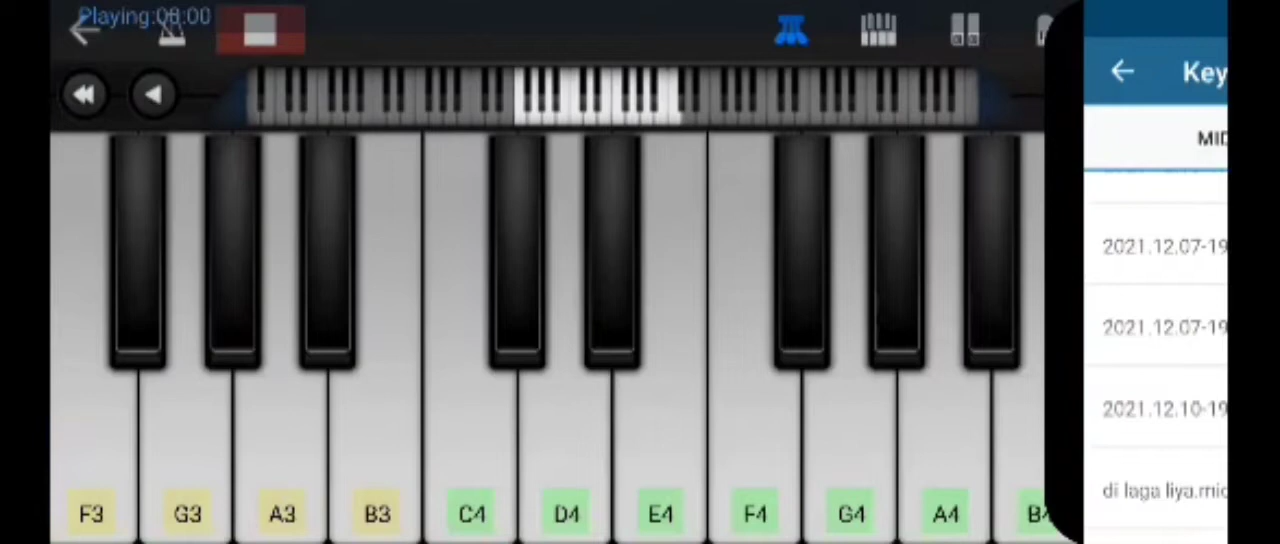 Playing:00:00
Key
MID
2021.12.07-19
2021.12.07-19
2021.12.10-19
di laga liya.mid
F3 G3 A3 B3 C4 D4 E4 F4 G4 A4 B4